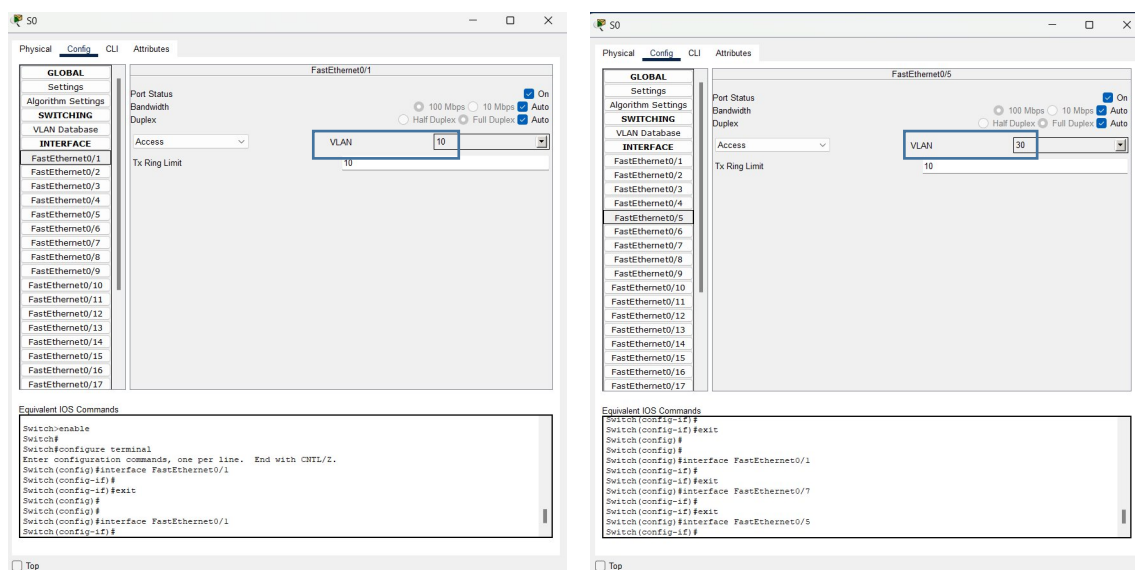 S0
Physical Config CLI Attributes
GLOBAL
Settings
Algorithm Settings
SWITCHING
VLAN Database
INTERFACE
FastEthernet0/1
FastEthernet0/2
FastEthernet0/3
FastEthernet0/4
FastEthernet0/5
FastEthernet0/6
FastEthernet0/7
FastEthernet0/8
FastEthernet0/9
FastEthernet0/10
FastEthernet0/11
FastEthernet0/12
FastEthernet0/13
FastEthernet0/14
FastEthernet0/15
FastEthernet0/16
FastEthernet0/17
FastEthernet0/1
Port Status On
Bandwidth 100 Mbps 10 Mbps Auto
Duplex Half Duplex Full Duplex Auto
Access VLAN 10
Tx Ring Limit 10
Equivalent IOS Commands
Switch>enable
Switch#
Switch#configure terminal
Enter configuration commands, one per line. End with CNTL/Z.
Switch(config)#interface FastEthernet0/1
Switch(config-if)#
Switch(config-if)#exit
Switch(config)#
Switch(config)#
Switch(config)#interface FastEthernet0/1
Switch(config-if)#
Top
S0
Physical Config CLI Attributes
GLOBAL
Settings
Algorithm Settings
SWITCHING
VLAN Database
INTERFACE
FastEthernet0/1
FastEthernet0/2
FastEthernet0/3
FastEthernet0/4
FastEthernet0/5
FastEthernet0/6
FastEthernet0/7
FastEthernet0/8
FastEthernet0/9
FastEthernet0/10
FastEthernet0/11
FastEthernet0/12
FastEthernet0/13
FastEthernet0/14
FastEthernet0/15
FastEthernet0/16
FastEthernet0/17
FastEthernet0/5
Port Status On
Bandwidth 100 Mbps 10 Mbps Auto
Duplex Half Duplex Full Duplex Auto
Access VLAN 30
Tx Ring Limit 10
Equivalent IOS Commands
Switch(config-if)#
Switch(config-if)#exit
Switch(config)#
Switch(config)#
Switch(config)#interface FastEthernet0/1
Switch(config-if)#
Switch(config-if)#exit
Switch(config)#interface FastEthernet0/7
Switch(config-if)#
Switch(config-if)#exit
Switch(config)#interface FastEthernet0/5
Switch(config-if)#
Top